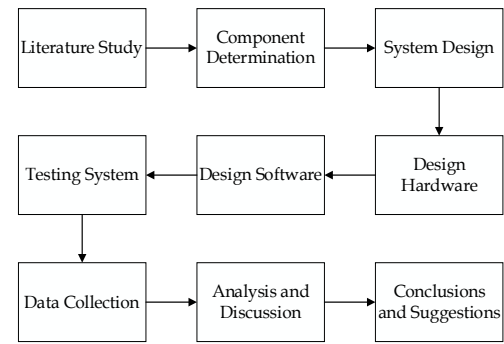 Literature Study
Component
Determination
System Design
Testing System
Design Software
Design
Hardware
Data Collection
Analysis and
Discussion
Conclusions
and Suggestions